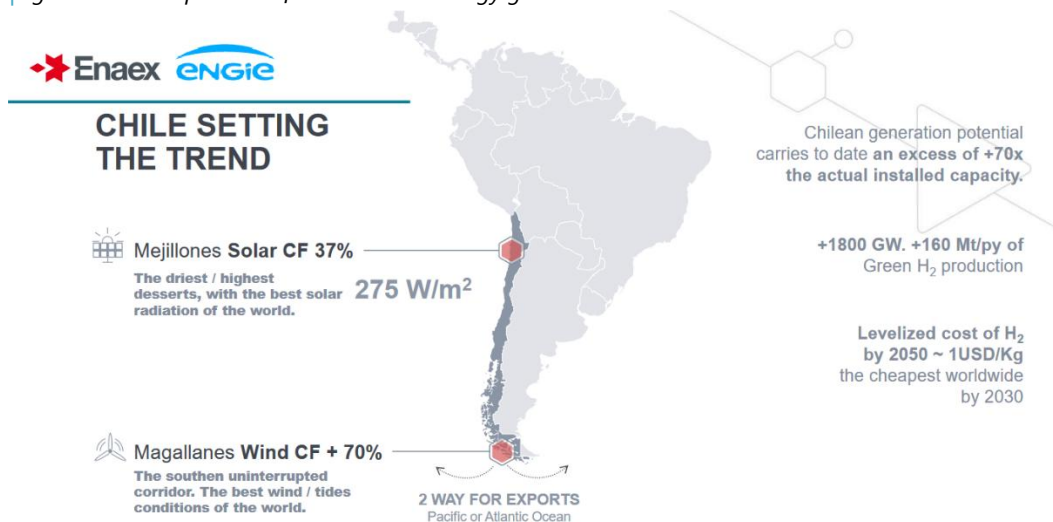 Enaex ENGIE
CHILE SETTING
THE TREND
Mejillones Solar CF 37%
The driest / highest
desserts, with the best solar
radiation of the world.
275 W/m²
Magallanes Wind CF + 70%
The southen uninterrupted
corridor. The best wind / tides
conditions of the world.
2 WAY FOR EXPORTS
Pacific or Atlantic Ocean
Chilean generation potential
carries to date an excess of +70x
the actual installed capacity.
+1800 GW. +160 Mt/py of
Green H₂ production
Levelized cost of H₂
by 2050 ~ 1USD/Kg
the cheapest worldwide
by 2030